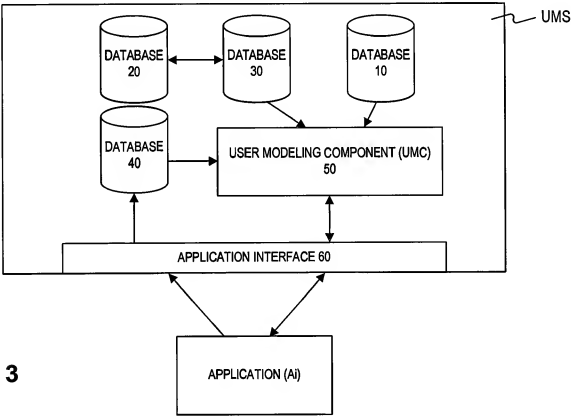 UMS
DATABASE
20
DATABASE
30
DATABASE
10
DATABASE
40
USER MODELING COMPONENT (UMC)
50
APPLICATION INTERFACE 60
APPLICATION (Ai)
3